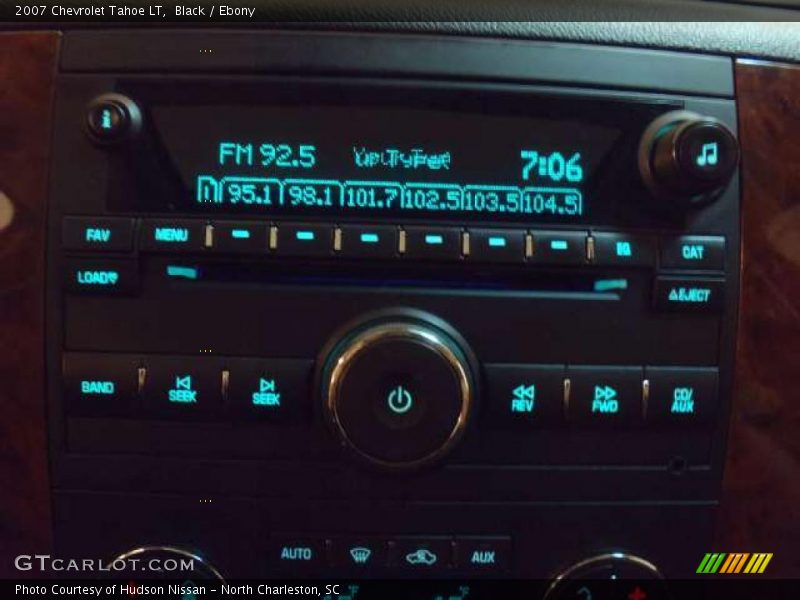 2007 Chevrolet Tahoe LT, Black / Ebony
FM 92.5 7:06
95.1 98.1 101.7 102.5 103.5 104.5
FAV MENU CAT
LOAD EJECT
BAND SEEK SEEK REV FWD CD/AUX
AUTO AUX
GTCARLOT.COM
Photo Courtesy of Hudson Nissan - North Charleston, SC